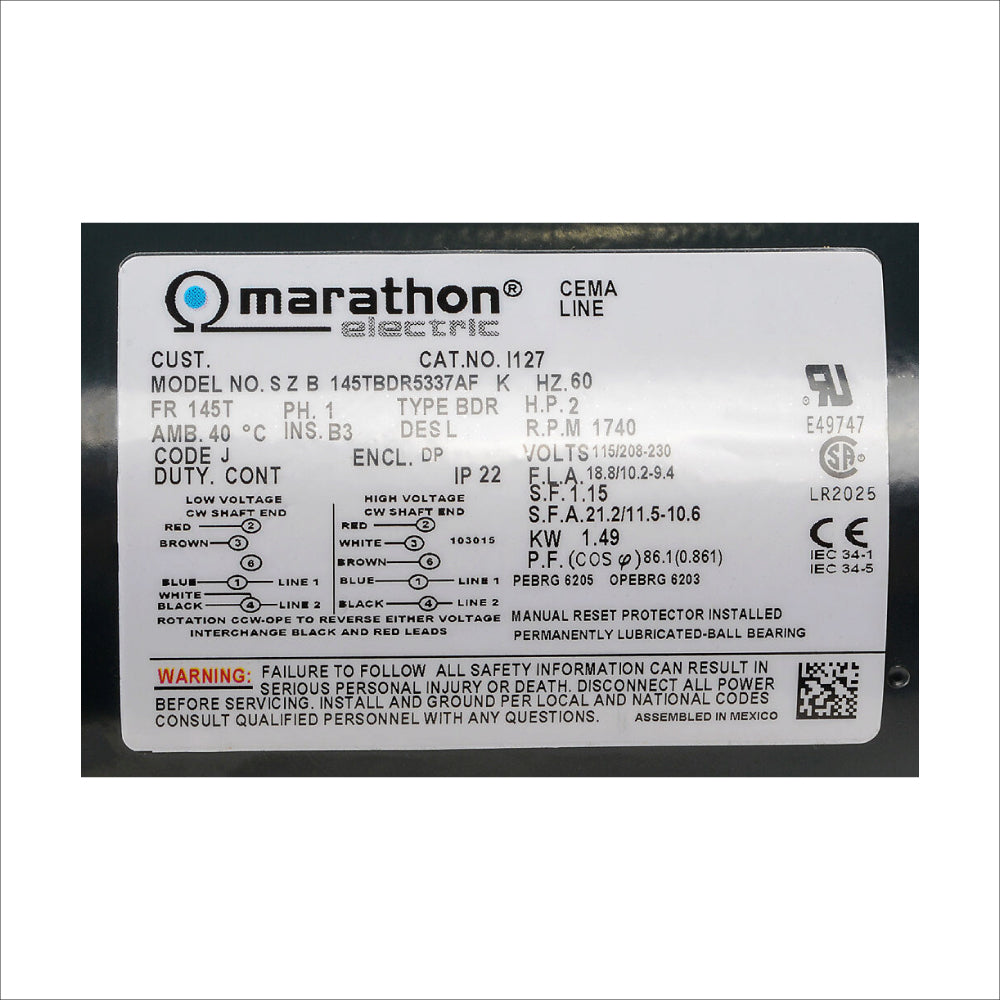 marathon®
electric
CEMA
LINE
CUST. CAT.NO. I127
MODEL NO. S Z B 145TBDR5337AF K HZ. 60
FR 145T PH. 1 TYPE BDR H.P. 2
AMB. 40 °C INS. B3 DES L R.P.M 1740
CODE J ENCL. DP VOLTS 115/208-230
DUTY. CONT IP 22 F.L.A. 18.8/10.2-9.4
S.F. 1.15
S.F.A. 21.2/11.5-10.6
KW 1.49
P.F. (COS φ) 86.1(0.861)
PEBRG 6205 OPEBRG 6203
MANUAL RESET PROTECTOR INSTALLED
PERMANENTLY LUBRICATED-BALL BEARING
LOW VOLTAGE
CW SHAFT END
RED 2
BROWN 3
6
BLUE 1 LINE 1
WHITE
BLACK 4 LINE 2
HIGH VOLTAGE
CW SHAFT END
RED 2
WHITE 3 103015
BROWN 6
BLUE 1 LINE 1
BLACK 4 LINE 2
ROTATION CCW-OPE TO REVERSE EITHER VOLTAGE
INTERCHANGE BLACK AND RED LEADS
RU
®
E49747
SA ®
LR2025
CE
IEC 34-1
IEC 34-5
WARNING: FAILURE TO FOLLOW ALL SAFETY INFORMATION CAN RESULT IN
SERIOUS PERSONAL INJURY OR DEATH. DISCONNECT ALL POWER
BEFORE SERVICING. INSTALL AND GROUND PER LOCAL AND NATIONAL CODES
CONSULT QUALIFIED PERSONNEL WITH ANY QUESTIONS. ASSEMBLED IN MEXICO